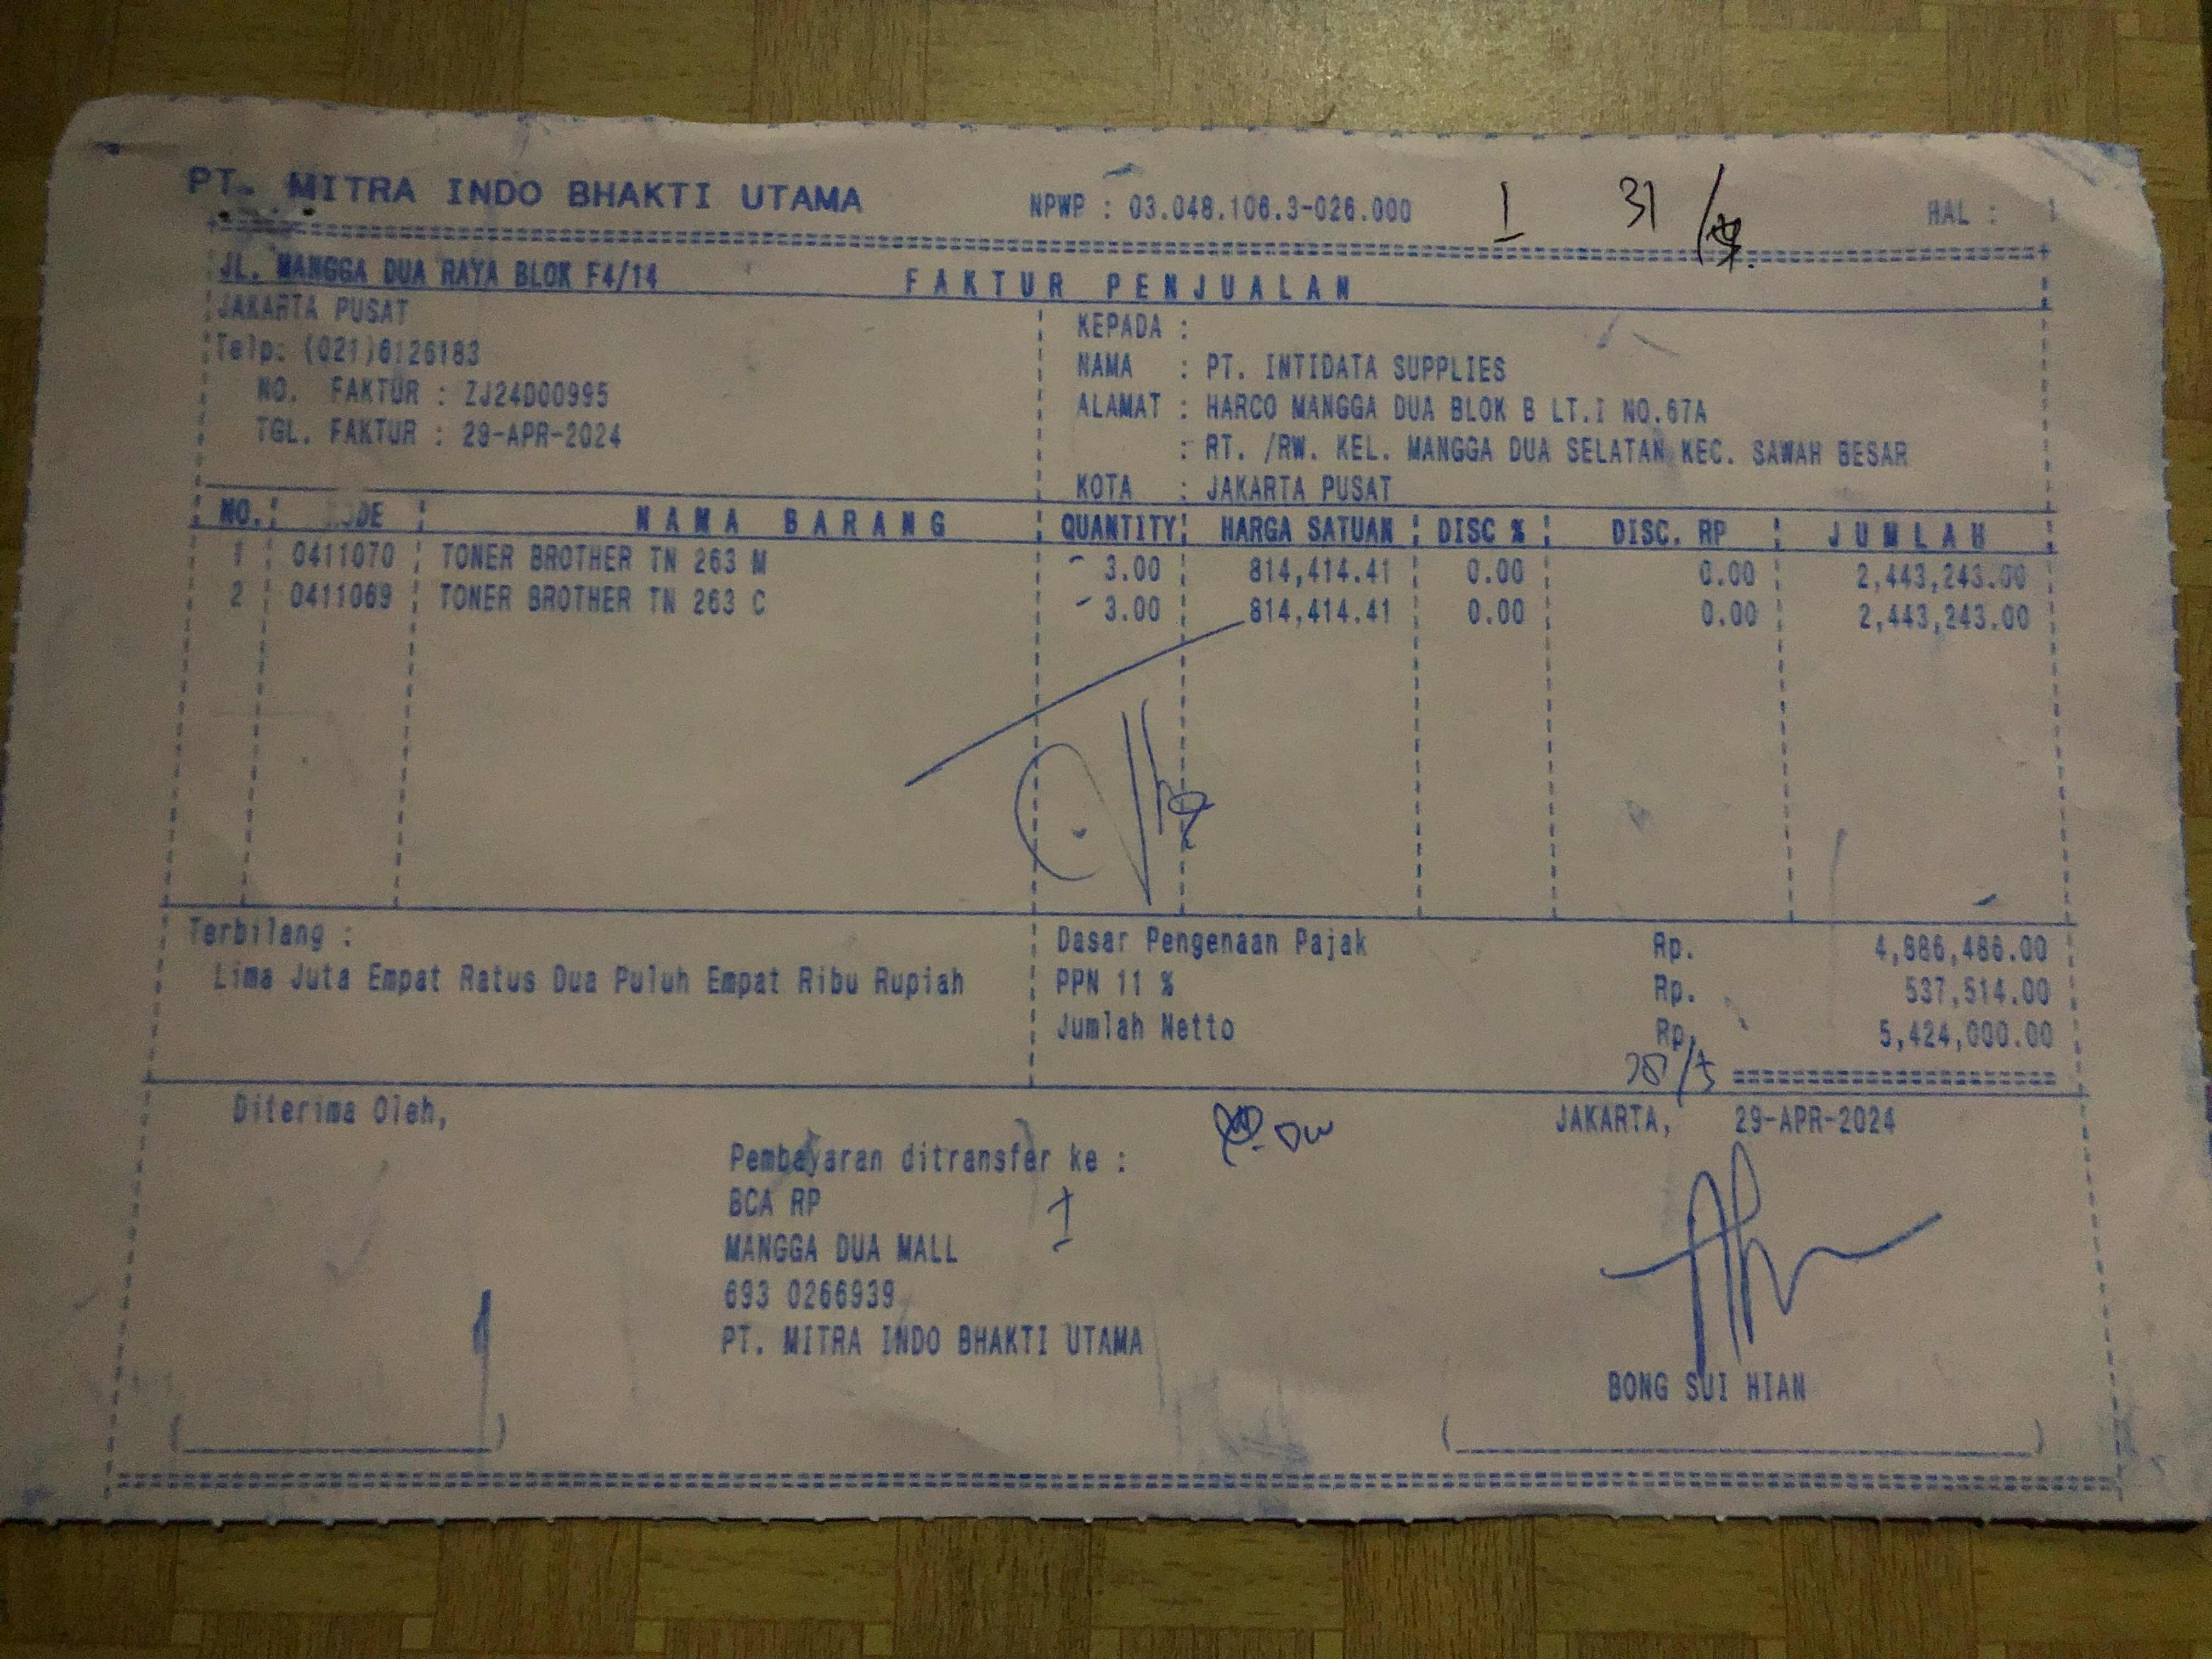 PT. MITRA INDO BHAKTI UTAMA NPWP : 03.048.106.3-026.000 1 31/ HAL : 1
JL. MANGGA DUA RAYA BLOK F4/14 FAKTUR PENJUALAN
JAKARTA PUSAT
Telp: (021)6126183
NO. FAKTUR : ZJ24D00995
TGL. FAKTUR : 29-APR-2024
KEPADA :
NAMA : PT. INTIDATA SUPPLIES
ALAMAT : HARCO MANGGA DUA BLOK B LT.I NO.67A
: RT. /RW. KEL. MANGGA DUA SELATAN KEC. SAWAH BESAR
KOTA : JAKARTA PUSAT
NO. KODE NAMA BARANG QUANTITY HARGA SATUAN DISC % DISC. RP JUMLAH
1 0411070 TONER BROTHER TN 263 M 3.00 814,414.41 0.00 0.00 2,443,243.00
2 0411069 TONER BROTHER TN 263 C 3.00 814,414.41 0.00 0.00 2,443,243.00
Terbilang :
Lima Juta Empat Ratus Dua Puluh Empat Ribu Rupiah
Dasar Pengenaan Pajak Rp. 4,886,486.00
PPN 11 % Rp. 537,514.00
Jumlah Netto Rp. 5,424,000.00
Diterima Oleh,
JAKARTA, 29-APR-2024
Pembayaran ditransfer ke :
BCA RP 1
MANGGA DUA MALL
693 0266939
PT. MITRA INDO BHAKTI UTAMA
BONG SUI HIAN